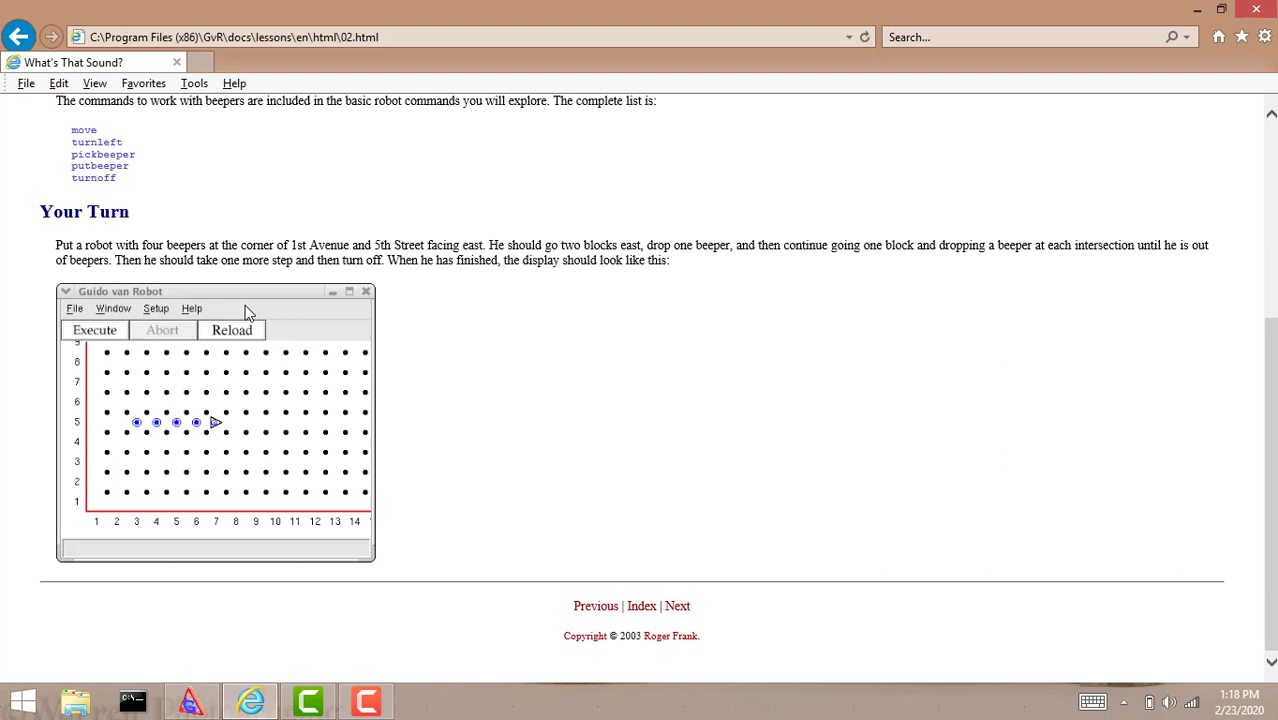 C:\Program Files (x86)\GvR\docs\lessons\en\html\02.html
Search...
What's That Sound?
File Edit View Favorites Tools Help
The commands to work with beepers are included in the basic robot commands you will explore. The complete list is:
move
turnleft
pickbeeper
putbeeper
turnoff
Your Turn
Put a robot with four beepers at the corner of 1st Avenue and 5th Street facing east. He should go two blocks east, drop one beeper, and then continue going one block and dropping a beeper at each intersection until he is out
of beepers. Then he should take one more step and then turn off. When he has finished, the display should look like this:
Guido van Robot
File Window Setup Help
Execute Abort Reload
9
8
7
6
5
4
3
2
1
1 2 3 4 5 6 7 8 9 10 11 12 13 14
Previous | Index | Next
Copyright © 2003 Roger Frank.
1:18 PM
2/23/2020